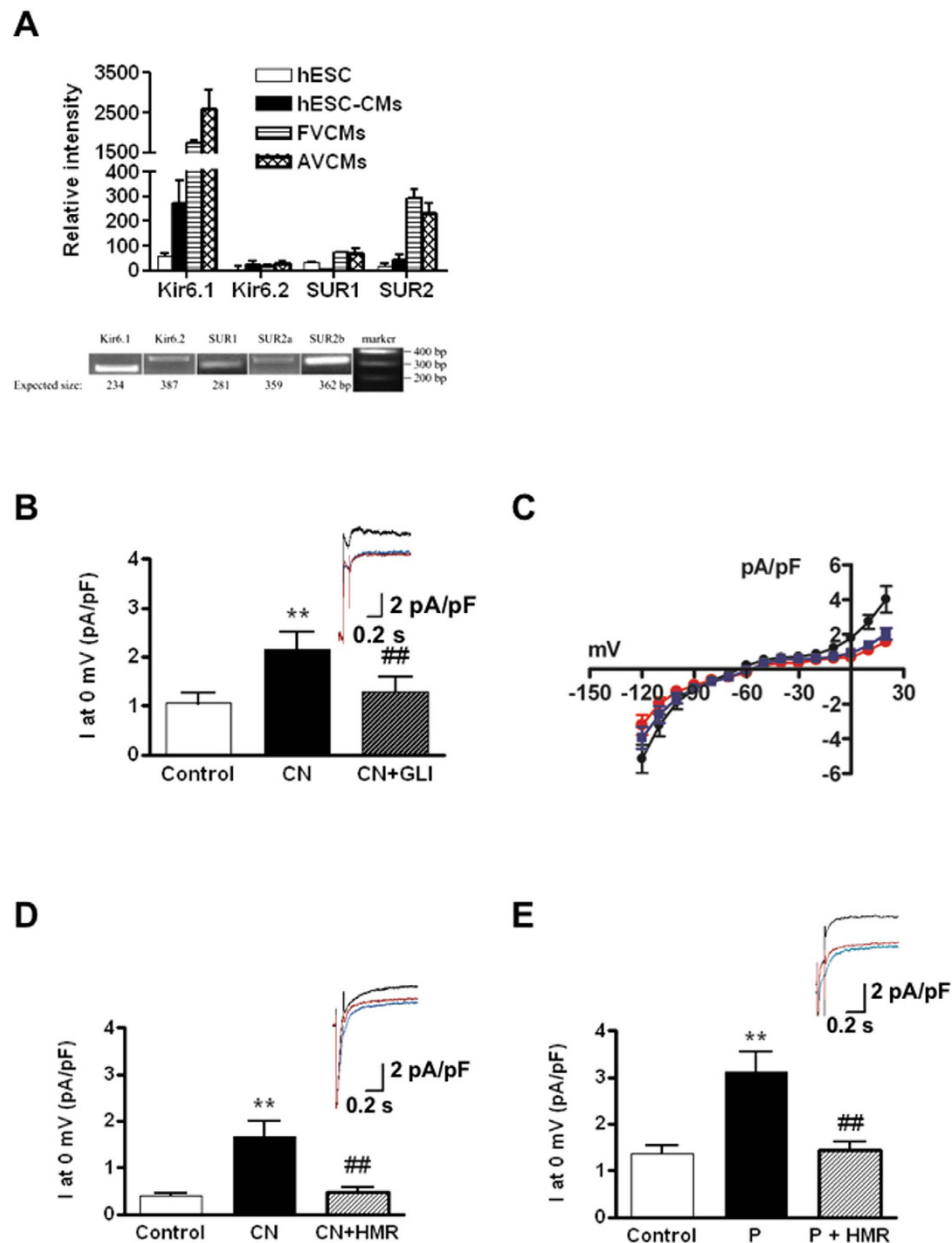 A
Relative intensity
3500
2500
1500
400
300
200
100
0
hESC
hESC-CMs
FVCMs
AVCMs
Kir6.1 Kir6.2 SUR1 SUR2
Kir6.1 Kir6.2 SUR1 SUR2a SUR2b marker
400 bp
300 bp
200 bp
Expected size: 234 387 281 359 362 bp
B
I at 0 mV (pA/pF)
4
3
2
1
0
**
##
2 pA/pF
0.2 s
Control CN CN+GLI
C
pA/pF
mV
6
4
2
-2
-4
-6
-150 -120 -90 -60 -30 0 30
D
I at 0 mV (pA/pF)
4
3
2
1
0
**
##
2 pA/pF
0.2 s
Control CN CN+HMR
E
I at 0 mV (pA/pF)
4
3
2
1
0
**
##
2 pA/pF
0.2 s
Control P P + HMR